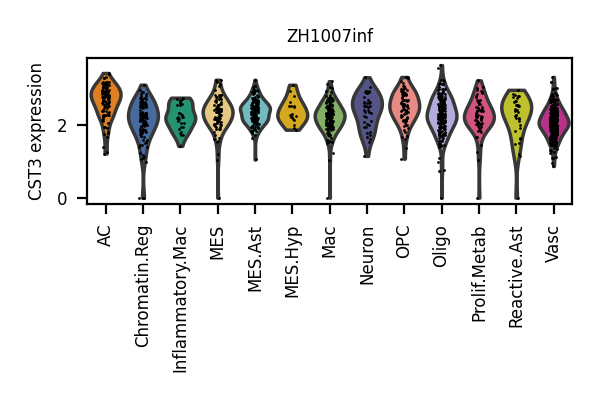 ZH1007inf
CST3 expression
2
0
AC
Chromatin.Reg
Inflammatory.Mac
MES
MES.Ast
MES.Hyp
Mac
Neuron
OPC
Oligo
Prolif.Metab
Reactive.Ast
Vasc